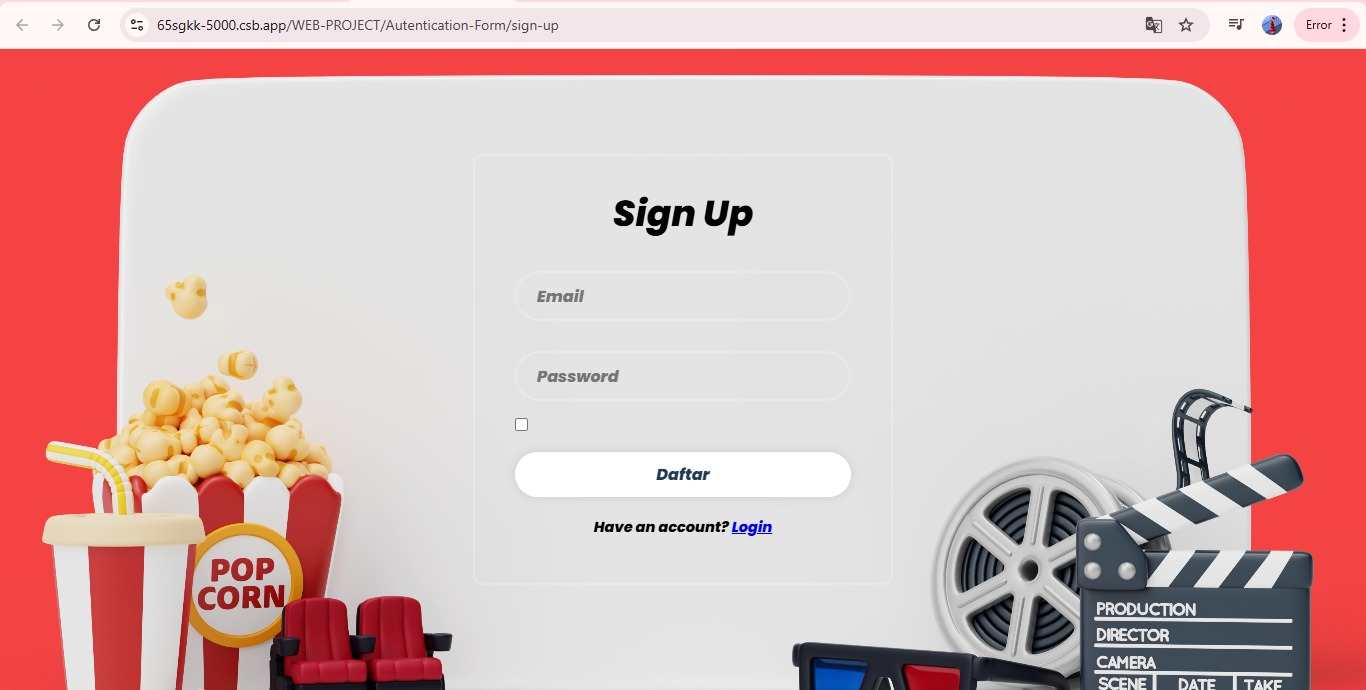 65sgkk-5000.csb.app/WEB-PROJECT/Autentication-Form/sign-up
Error
Sign Up
Email
Password
Daftar
Have an account? Login
POP
CORN
PRODUCTION
DIRECTOR
CAMERA
SCENE DATE TAKE